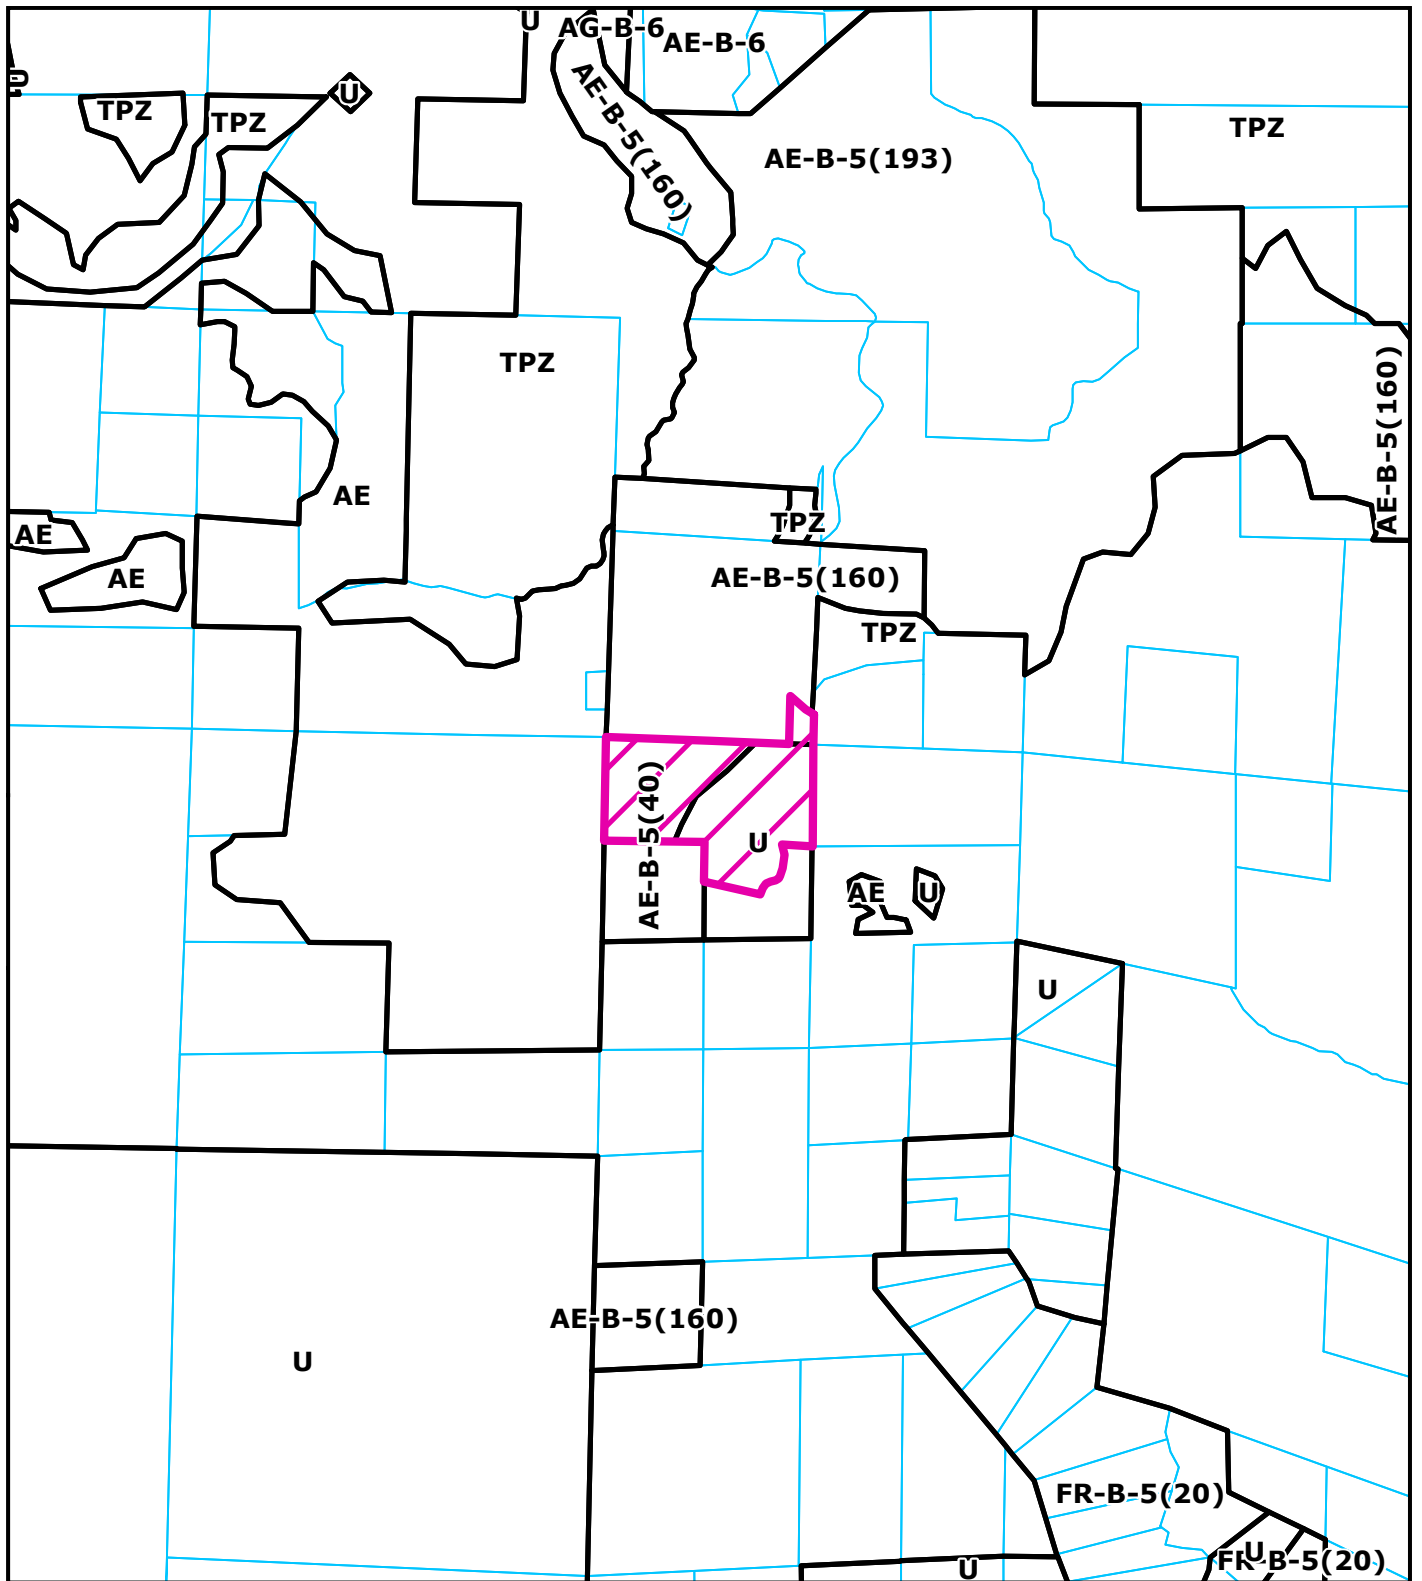 U
AG-B-6
AE-B-6
U
TPZ
TPZ
AE-B-5(160)
AE-B-5(193)
TPZ
TPZ
AE-B-5(160)
AE
AE
TPZ
AE
AE-B-5(160)
TPZ
AE-B-5(40)
U
AE
U
U
AE-B-5(160)
U
FR-B-5(20)
U
FR-B-5(20)
U